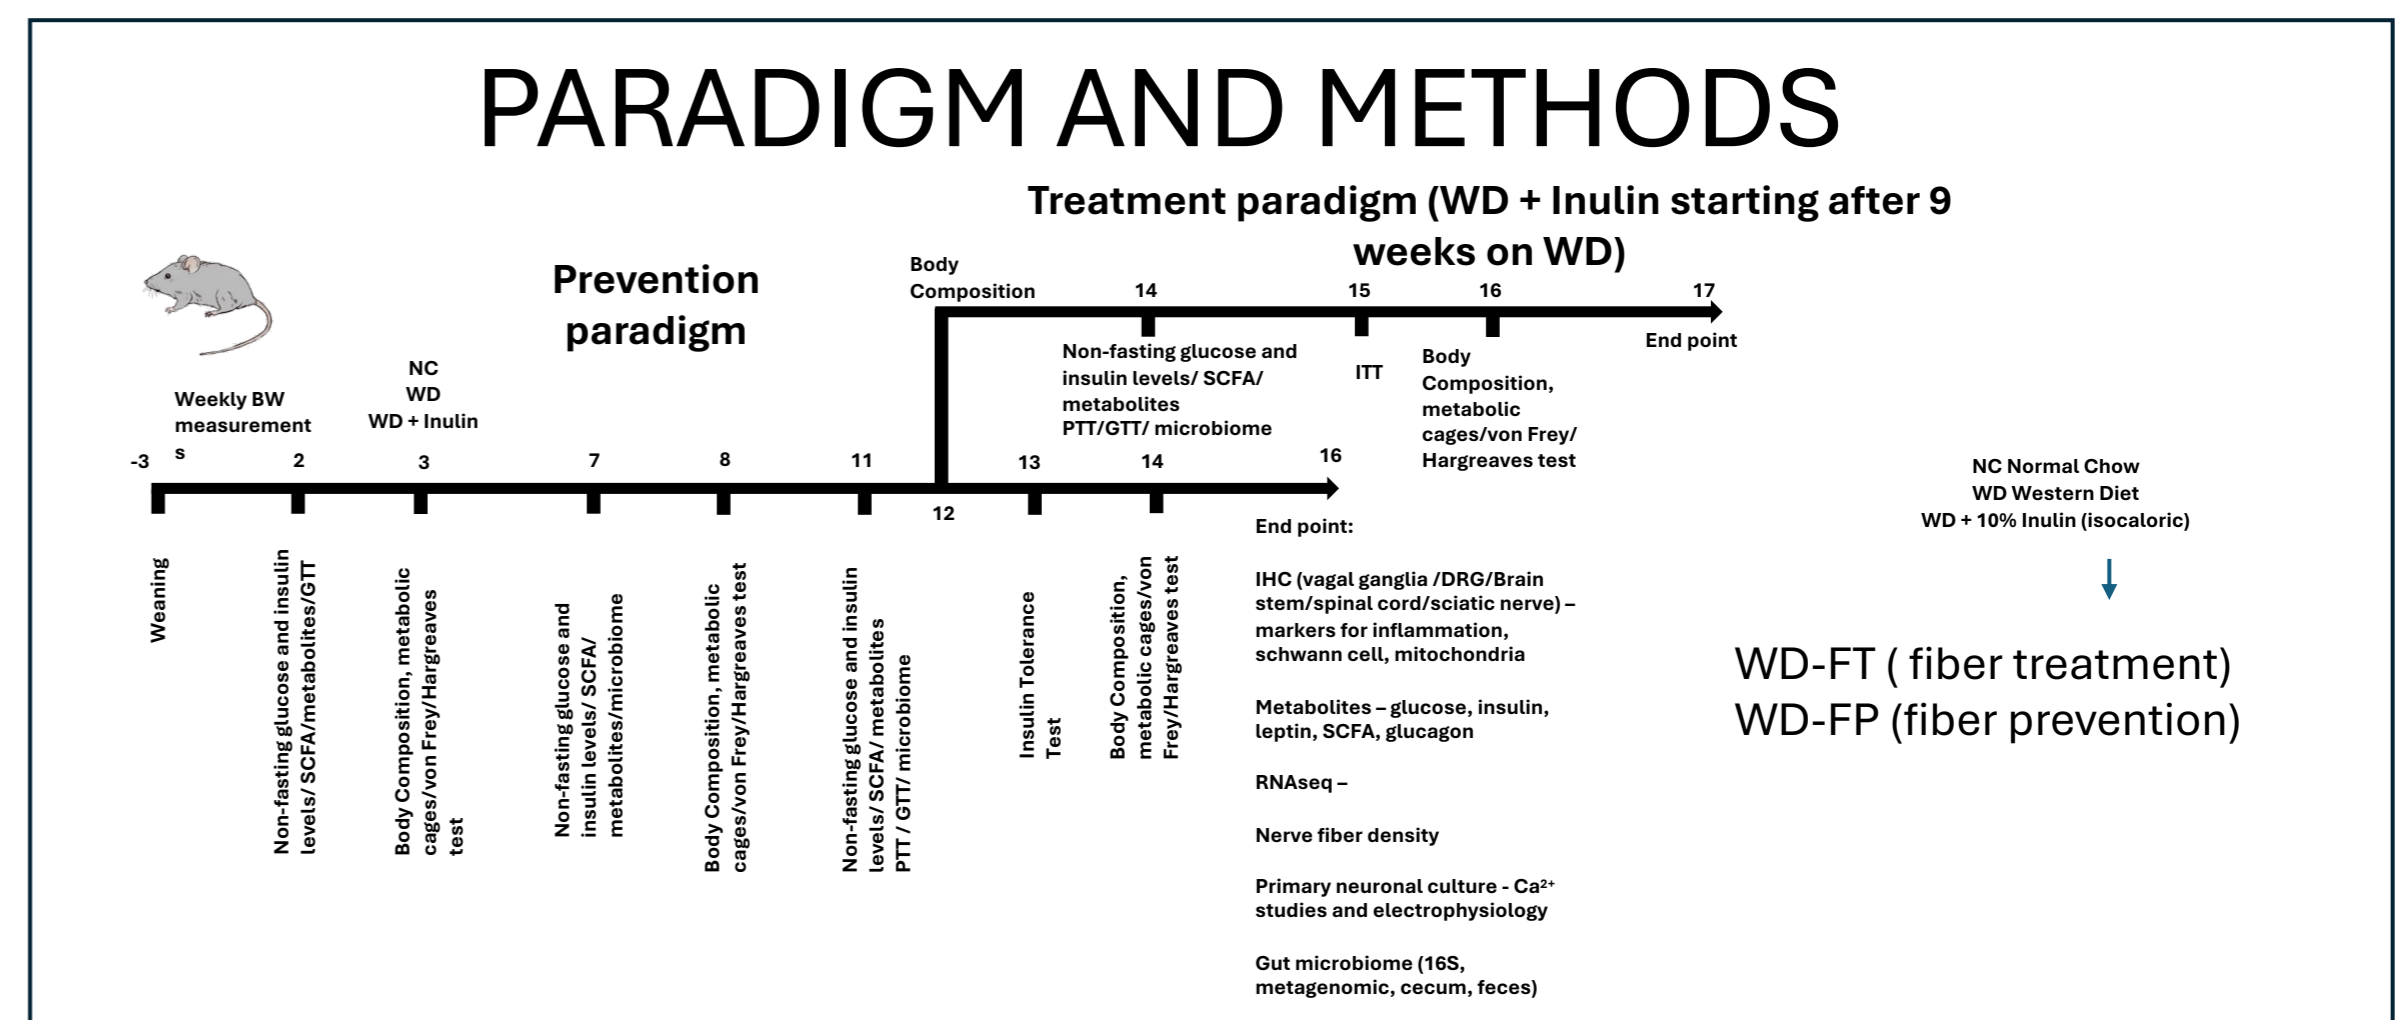 PARADIGM AND METHODS
Treatment paradigm (WD + Inulin starting after 9
weeks on WD)
Prevention
paradigm
Body
Composition
14
15
16
17
End point
Non-fasting glucose and
insulin levels/ SCFA/
metabolites
PTT/GTT/ microbiome
ITT
Body
Composition,
metabolic
cages/von Frey/
Hargreaves test
NC
WD
WD + Inulin
Weekly BW
measurement
s
-3
2
3
7
8
11
12
13
14
16
Weaning
Non-fasting glucose and insulin
levels/ SCFA/metabolites/GTT
Body Composition, metabolic
cages/von Frey/Hargreaves
test
Non-fasting glucose and
insulin levels/ SCFA/
metabolites/microbiome
Body Composition, metabolic
cages/von Frey/Hargreaves test
Non-fasting glucose and insulin
levels/ SCFA/ metabolites
PTT / GTT/ microbiome
Insulin Tolerance
Test
Body Composition,
metabolic cages/von
Frey/Hargreaves test
End point:
IHC (vagal ganglia /DRG/Brain
stem/spinal cord/sciatic nerve) –
markers for inflammation,
schwann cell, mitochondria
Metabolites – glucose, insulin,
leptin, SCFA, glucagon
RNAseq –
Nerve fiber density
Primary neuronal culture - Ca²⁺
studies and electrophysiology
Gut microbiome (16S,
metagenomic, cecum, feces)
NC Normal Chow
WD Western Diet
WD + 10% Inulin (isocaloric)
WD-FT ( fiber treatment)
WD-FP (fiber prevention)